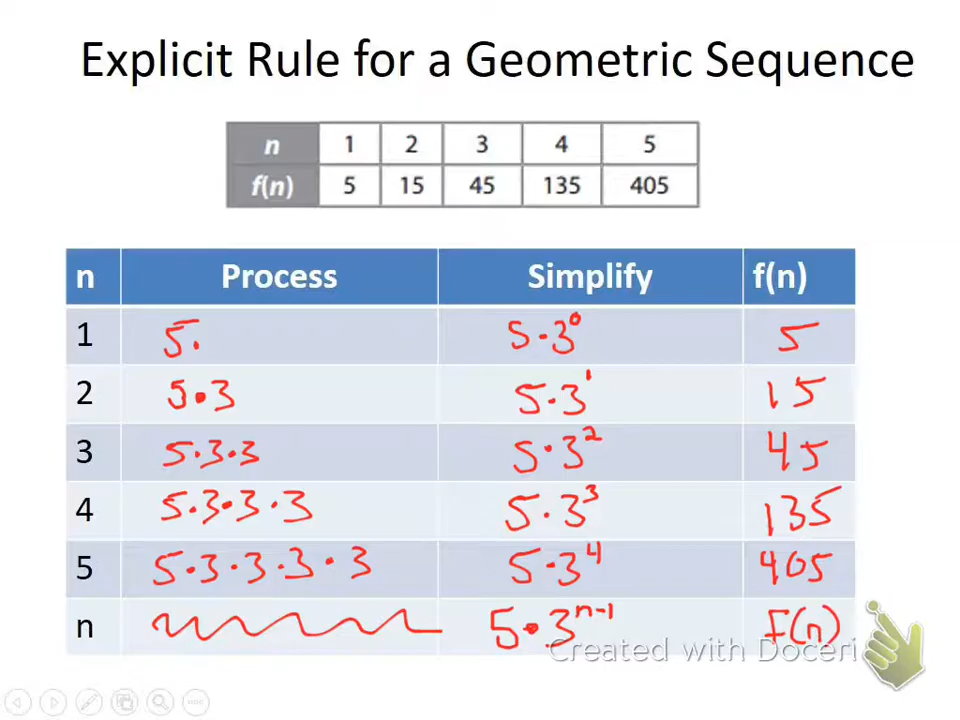 Explicit Rule for a Geometric Sequence
n 1 2 3 4 5
f(n) 5 15 45 135 405
n Process Simplify f(n)
1 5· 5·3⁰ 5
2 5·3 5·3¹ 15
3 5·3·3 5·3² 45
4 5·3·3·3 5·3³ 135
5 5·3·3·3·3 5·3⁴ 405
n 5·3ⁿ⁻¹ f(n)
Created with Doceri